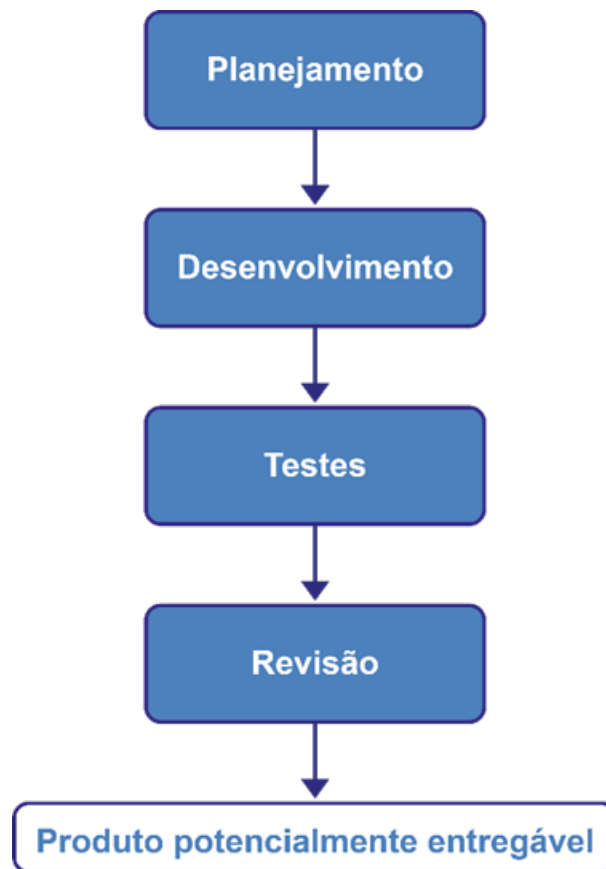 Planejamento
Desenvolvimento
Testes
Revisão
Produto potencialmente entregável